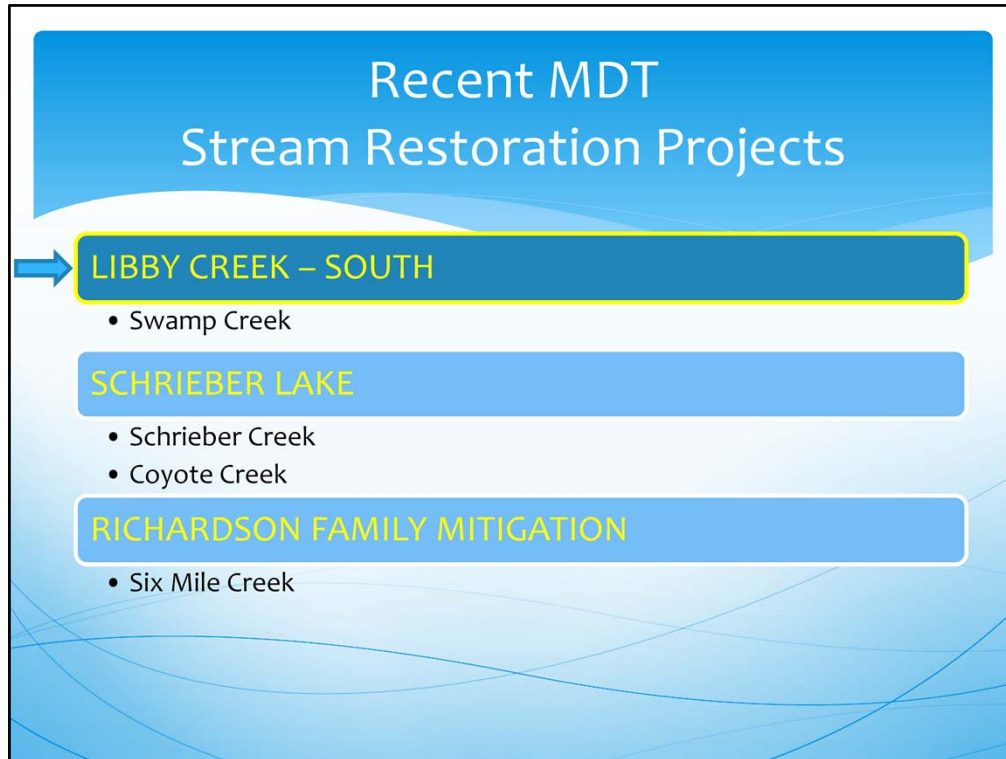 Recent MDT
Stream Restoration Projects
LIBBY CREEK – SOUTH
• Swamp Creek
SCHRIEBER LAKE
• Schrieber Creek
• Coyote Creek
RICHARDSON FAMILY MITIGATION
• Six Mile Creek